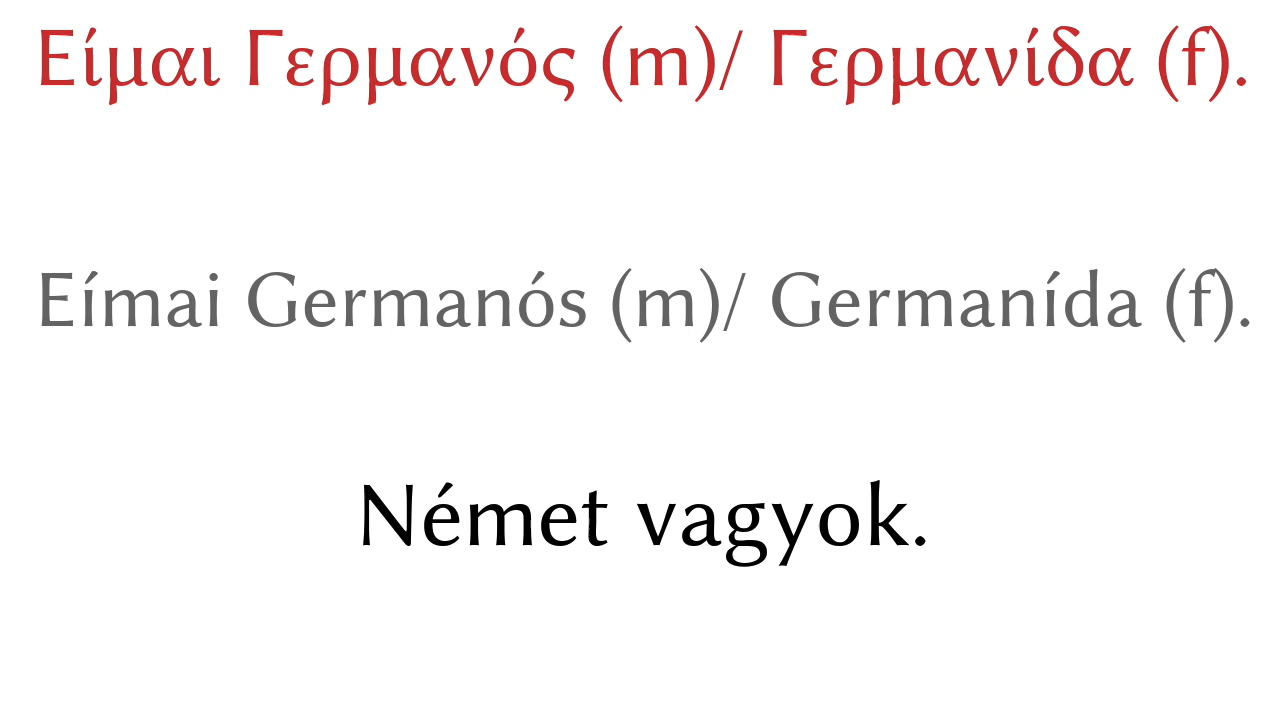 Είμαι Γερμανός (m)/ Γερμανίδα (f).
Eímai Germanós (m)/ Germanída (f).
Német vagyok.